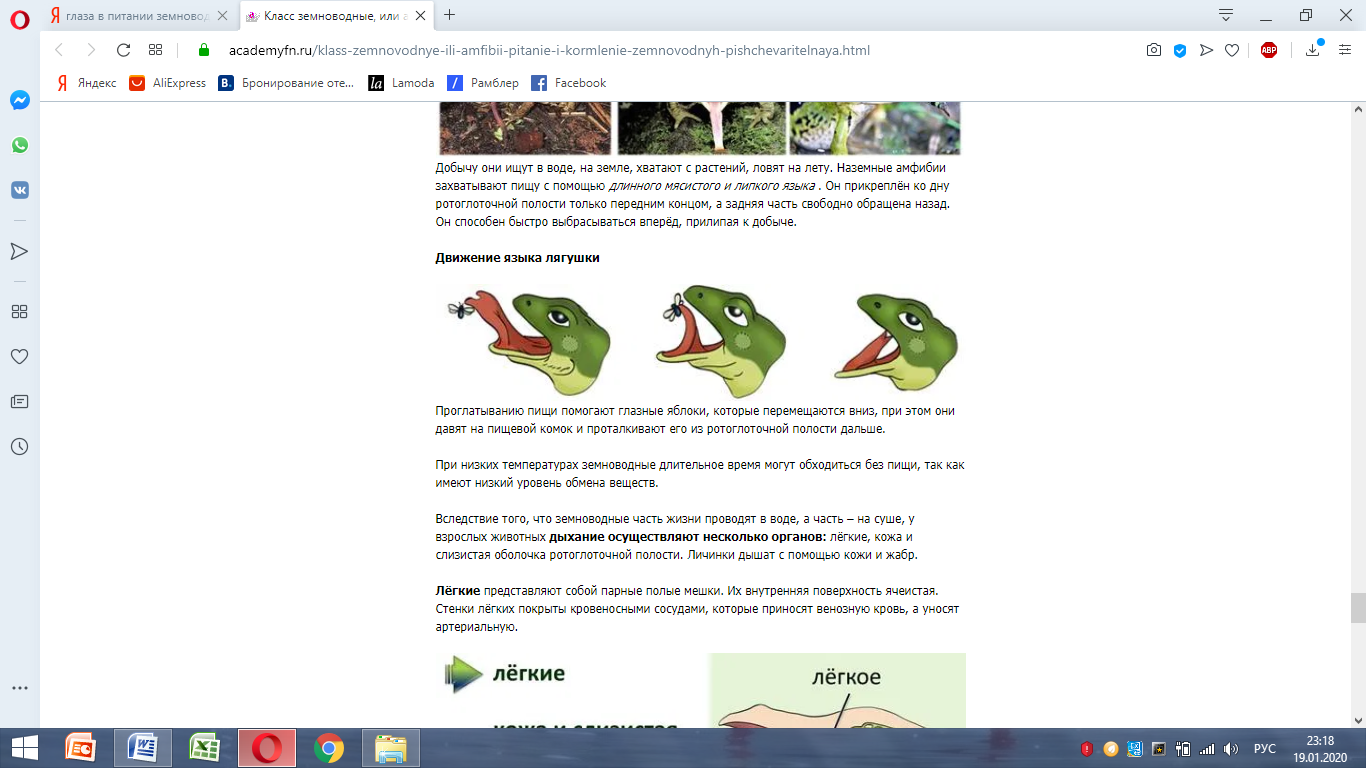 глаза в питании земновод
Класс земноводные, или а
academyfn.ru/klass-zemnovodnye-ili-amfibii-pitanie-i-kormlenie-zemnovodnyh-pishchevaritelnaya.html
ABP
Яндекс
AliExpress
B.
Бронирование оте...
la
Lamoda
Рамблер
Facebook
Добычу они ищут в воде, на земле, хватают с растений, ловят на лету. Наземные амфибии
захватывают пищу с помощью длинного мясистого и липкого языка . Он прикреплён ко дну
ротоглоточной полости только передним концом, а задняя часть свободно обращена назад.
Он способен быстро выбрасываться вперёд, прилипая к добыче.
Движение языка лягушки
Проглатыванию пищи помогают глазные яблоки, которые перемещаются вниз, при этом они
давят на пищевой комок и проталкивают его из ротоглоточной полости дальше.
При низких температурах земноводные длительное время могут обходиться без пищи, так как
имеют низкий уровень обмена веществ.
Вследствие того, что земноводные часть жизни проводят в воде, а часть – на суше, у
взрослых животных дыхание осуществляют несколько органов: лёгкие, кожа и
слизистая оболочка ротоглоточной полости. Личинки дышат с помощью кожи и жабр.
Лёгкие представляют собой парные полые мешки. Их внутренняя поверхность ячеистая.
Стенки лёгких покрыты кровеносными сосудами, которые приносят венозную кровь, а уносят
артериальную.
лёгкие
лёгкое
кожа и слизистая
РУС
23:18
19.01.2020